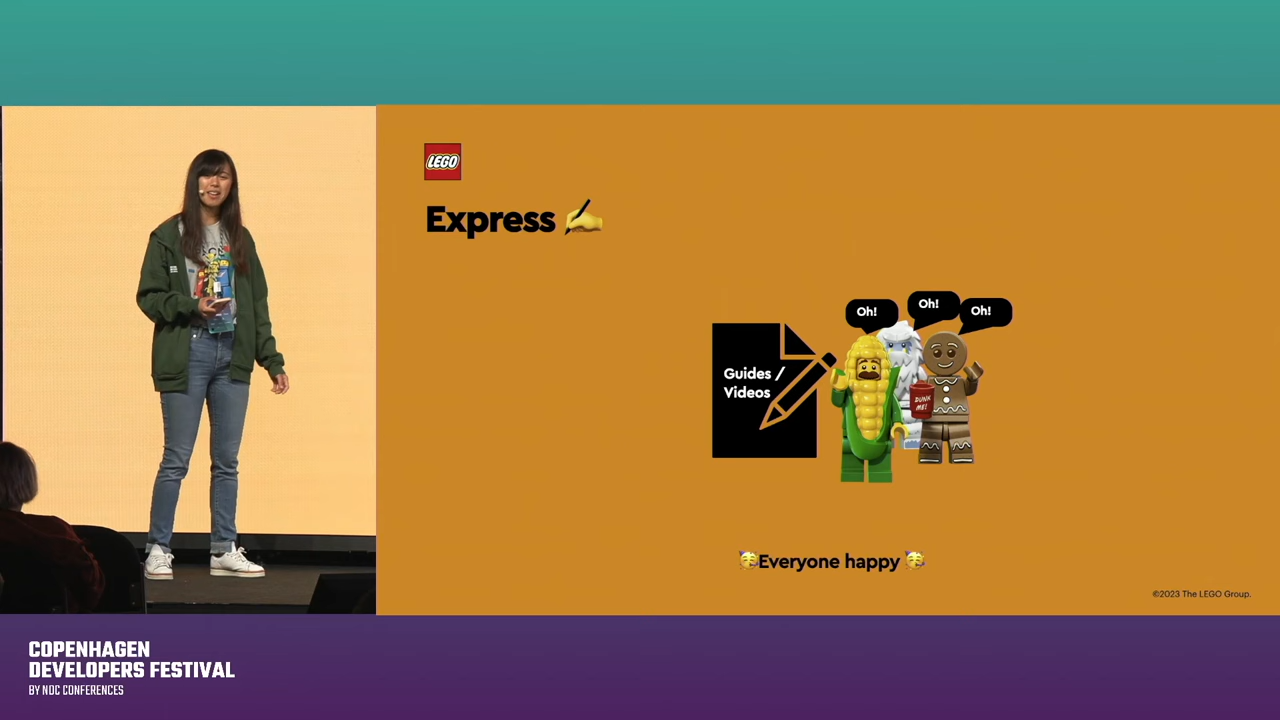 LEGO
Express ✍
Oh!
Oh!
Oh!
Guides /
Videos
DUNK
ME!
🥳Everyone happy 🥳
©2023 The LEGO Group.
COPENHAGEN
DEVELOPERS FESTIVAL
BY NDC CONFERENCES